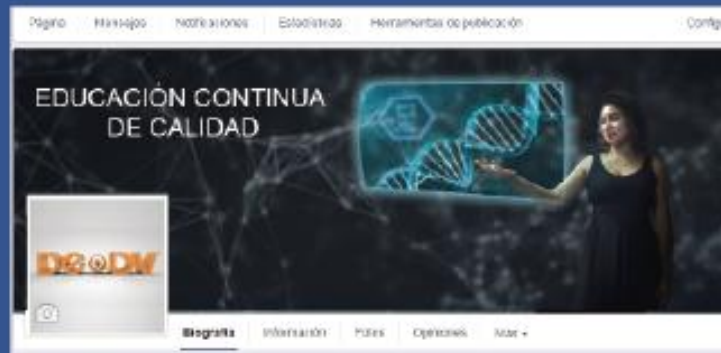 Página Mensajes Notificaciones Estadísticas Herramientas de publicación
EDUCACIÓN CONTINUA
DE CALIDAD
Biografía Información Fotos Opiniones Más